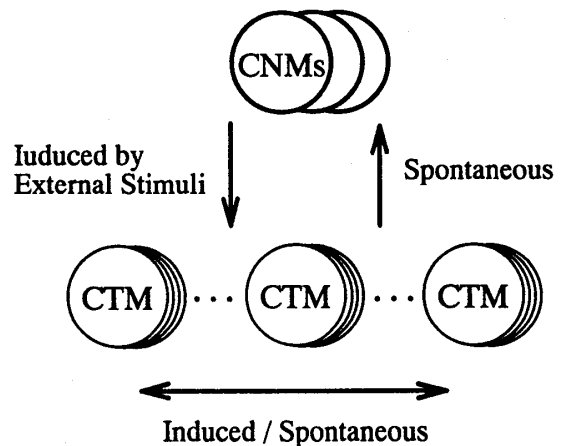 CNMs
Iuduced by
External Stimuli
Spontaneous
CTM ... CTM ... CTM
Induced / Spontaneous